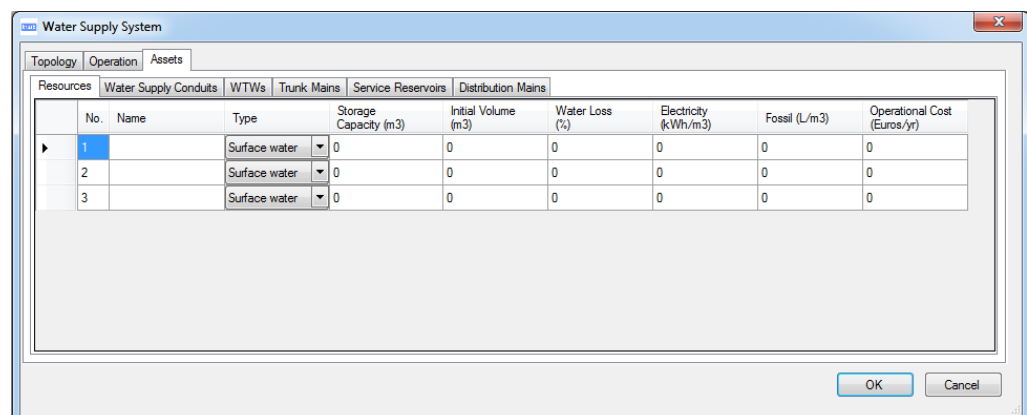 Water Supply System
Topology Operation Assets
Resources Water Supply Conduits WTWs Trunk Mains Service Reservoirs Distribution Mains
No. Name Type Storage Capacity (m3) Initial Volume (m3) Water Loss (%) Electricity (kWh/m3) Fossil (L/m3) Operational Cost (Euros/yr)
1 Surface water 0 0 0 0 0 0
2 Surface water 0 0 0 0 0 0
3 Surface water 0 0 0 0 0 0
OK Cancel